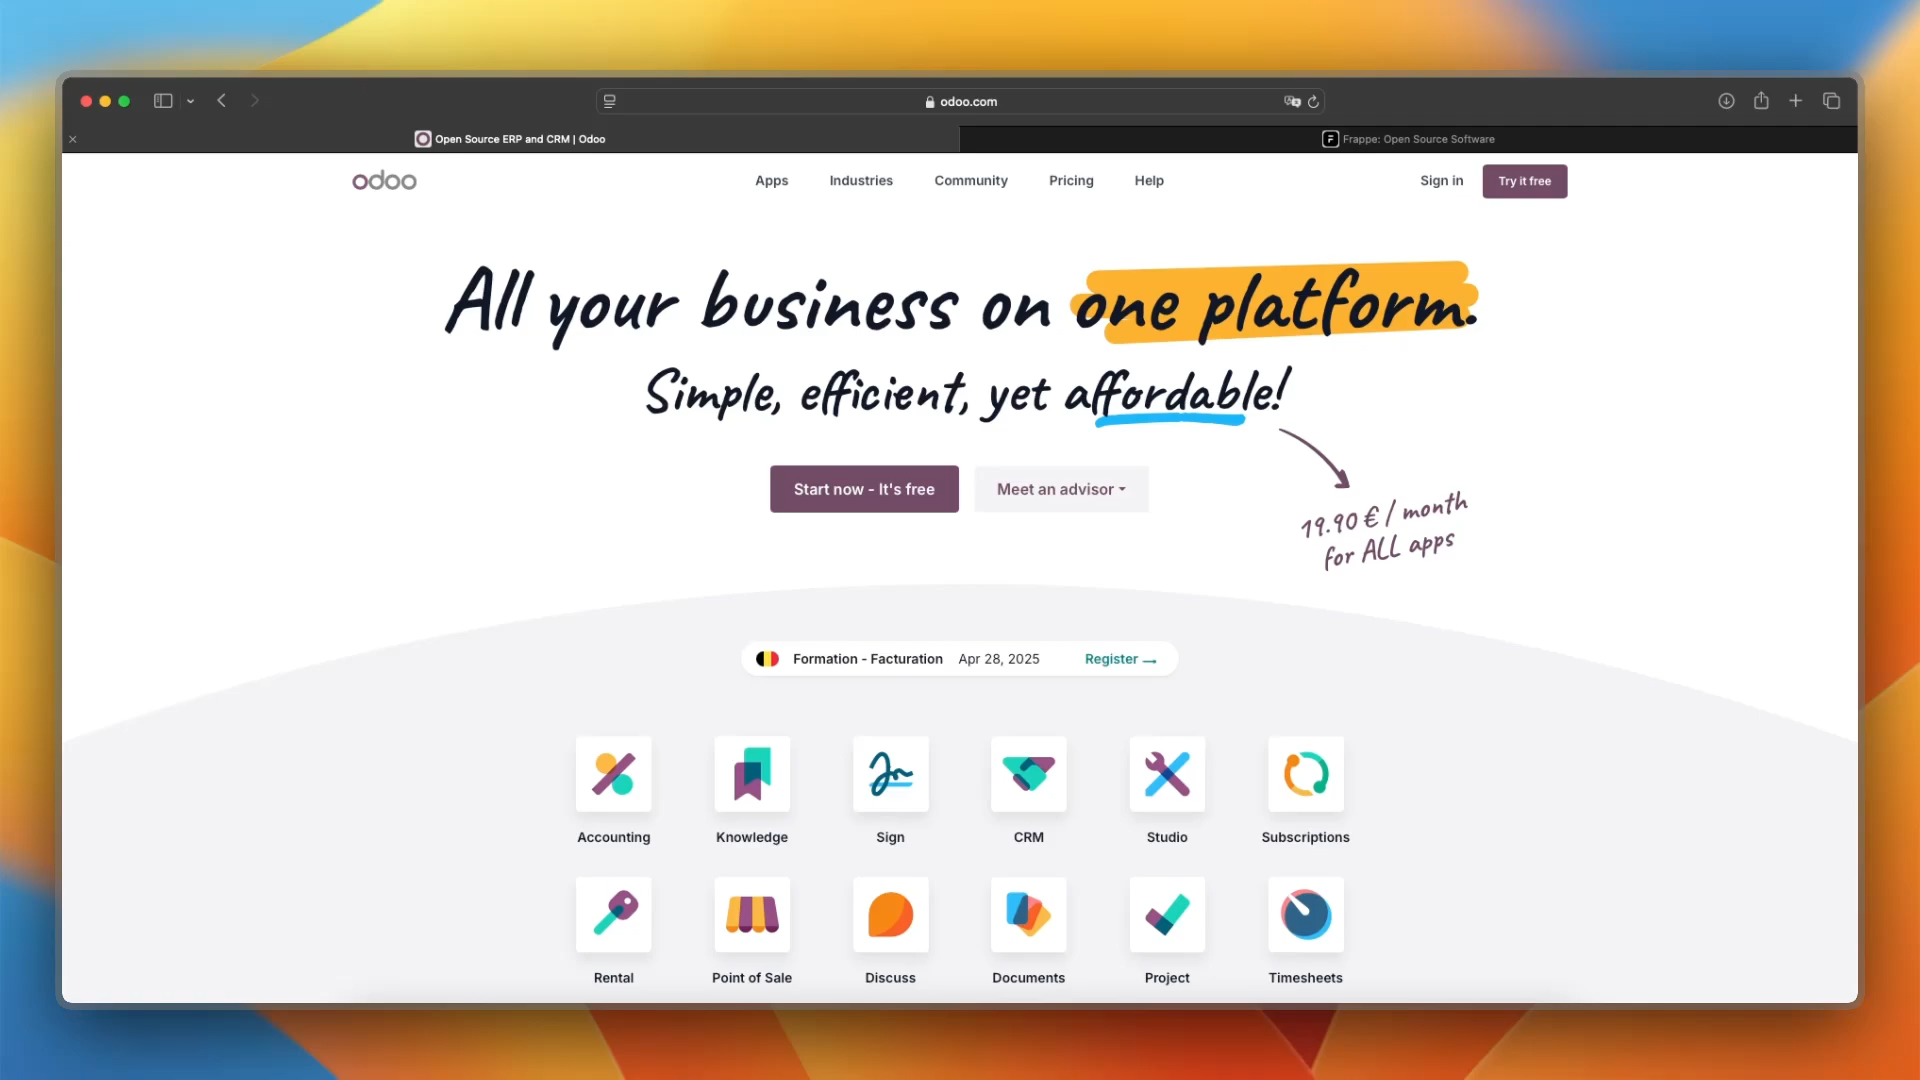 odoo.com
Open Source ERP and CRM | Odoo
Frappe: Open Source Software
odoo
Apps
Industries
Community
Pricing
Help
Sign in
Try it free
All your business on one platform.
Simple, efficient, yet affordable!
Start now - It's free
Meet an advisor
19.90 € / month
for ALL apps
Formation - Facturation Apr 28, 2025 Register →
Accounting
Knowledge
Sign
CRM
Studio
Subscriptions
Rental
Point of Sale
Discuss
Documents
Project
Timesheets